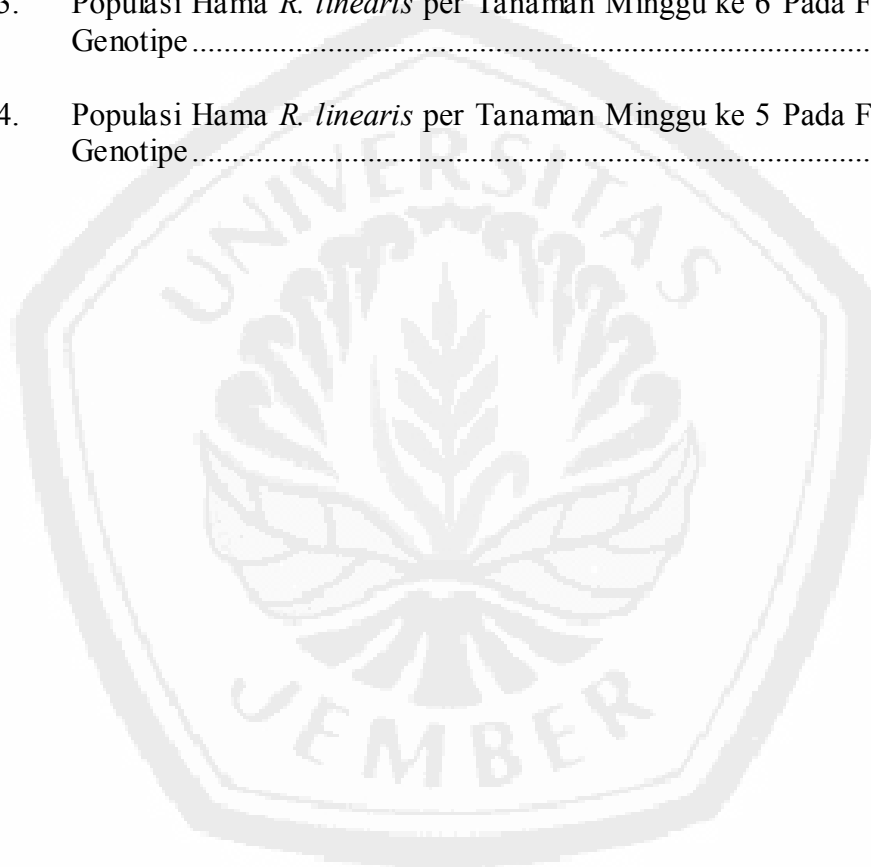 3. Populasi Hama R. linearis per Tanaman Minggu ke 6 Pada F
Genotipe................................................................................
4. Populasi Hama R. linearis per Tanaman Minggu ke 5 Pada F
Genotipe................................................................................
UNIVERSITAS
JEMBER